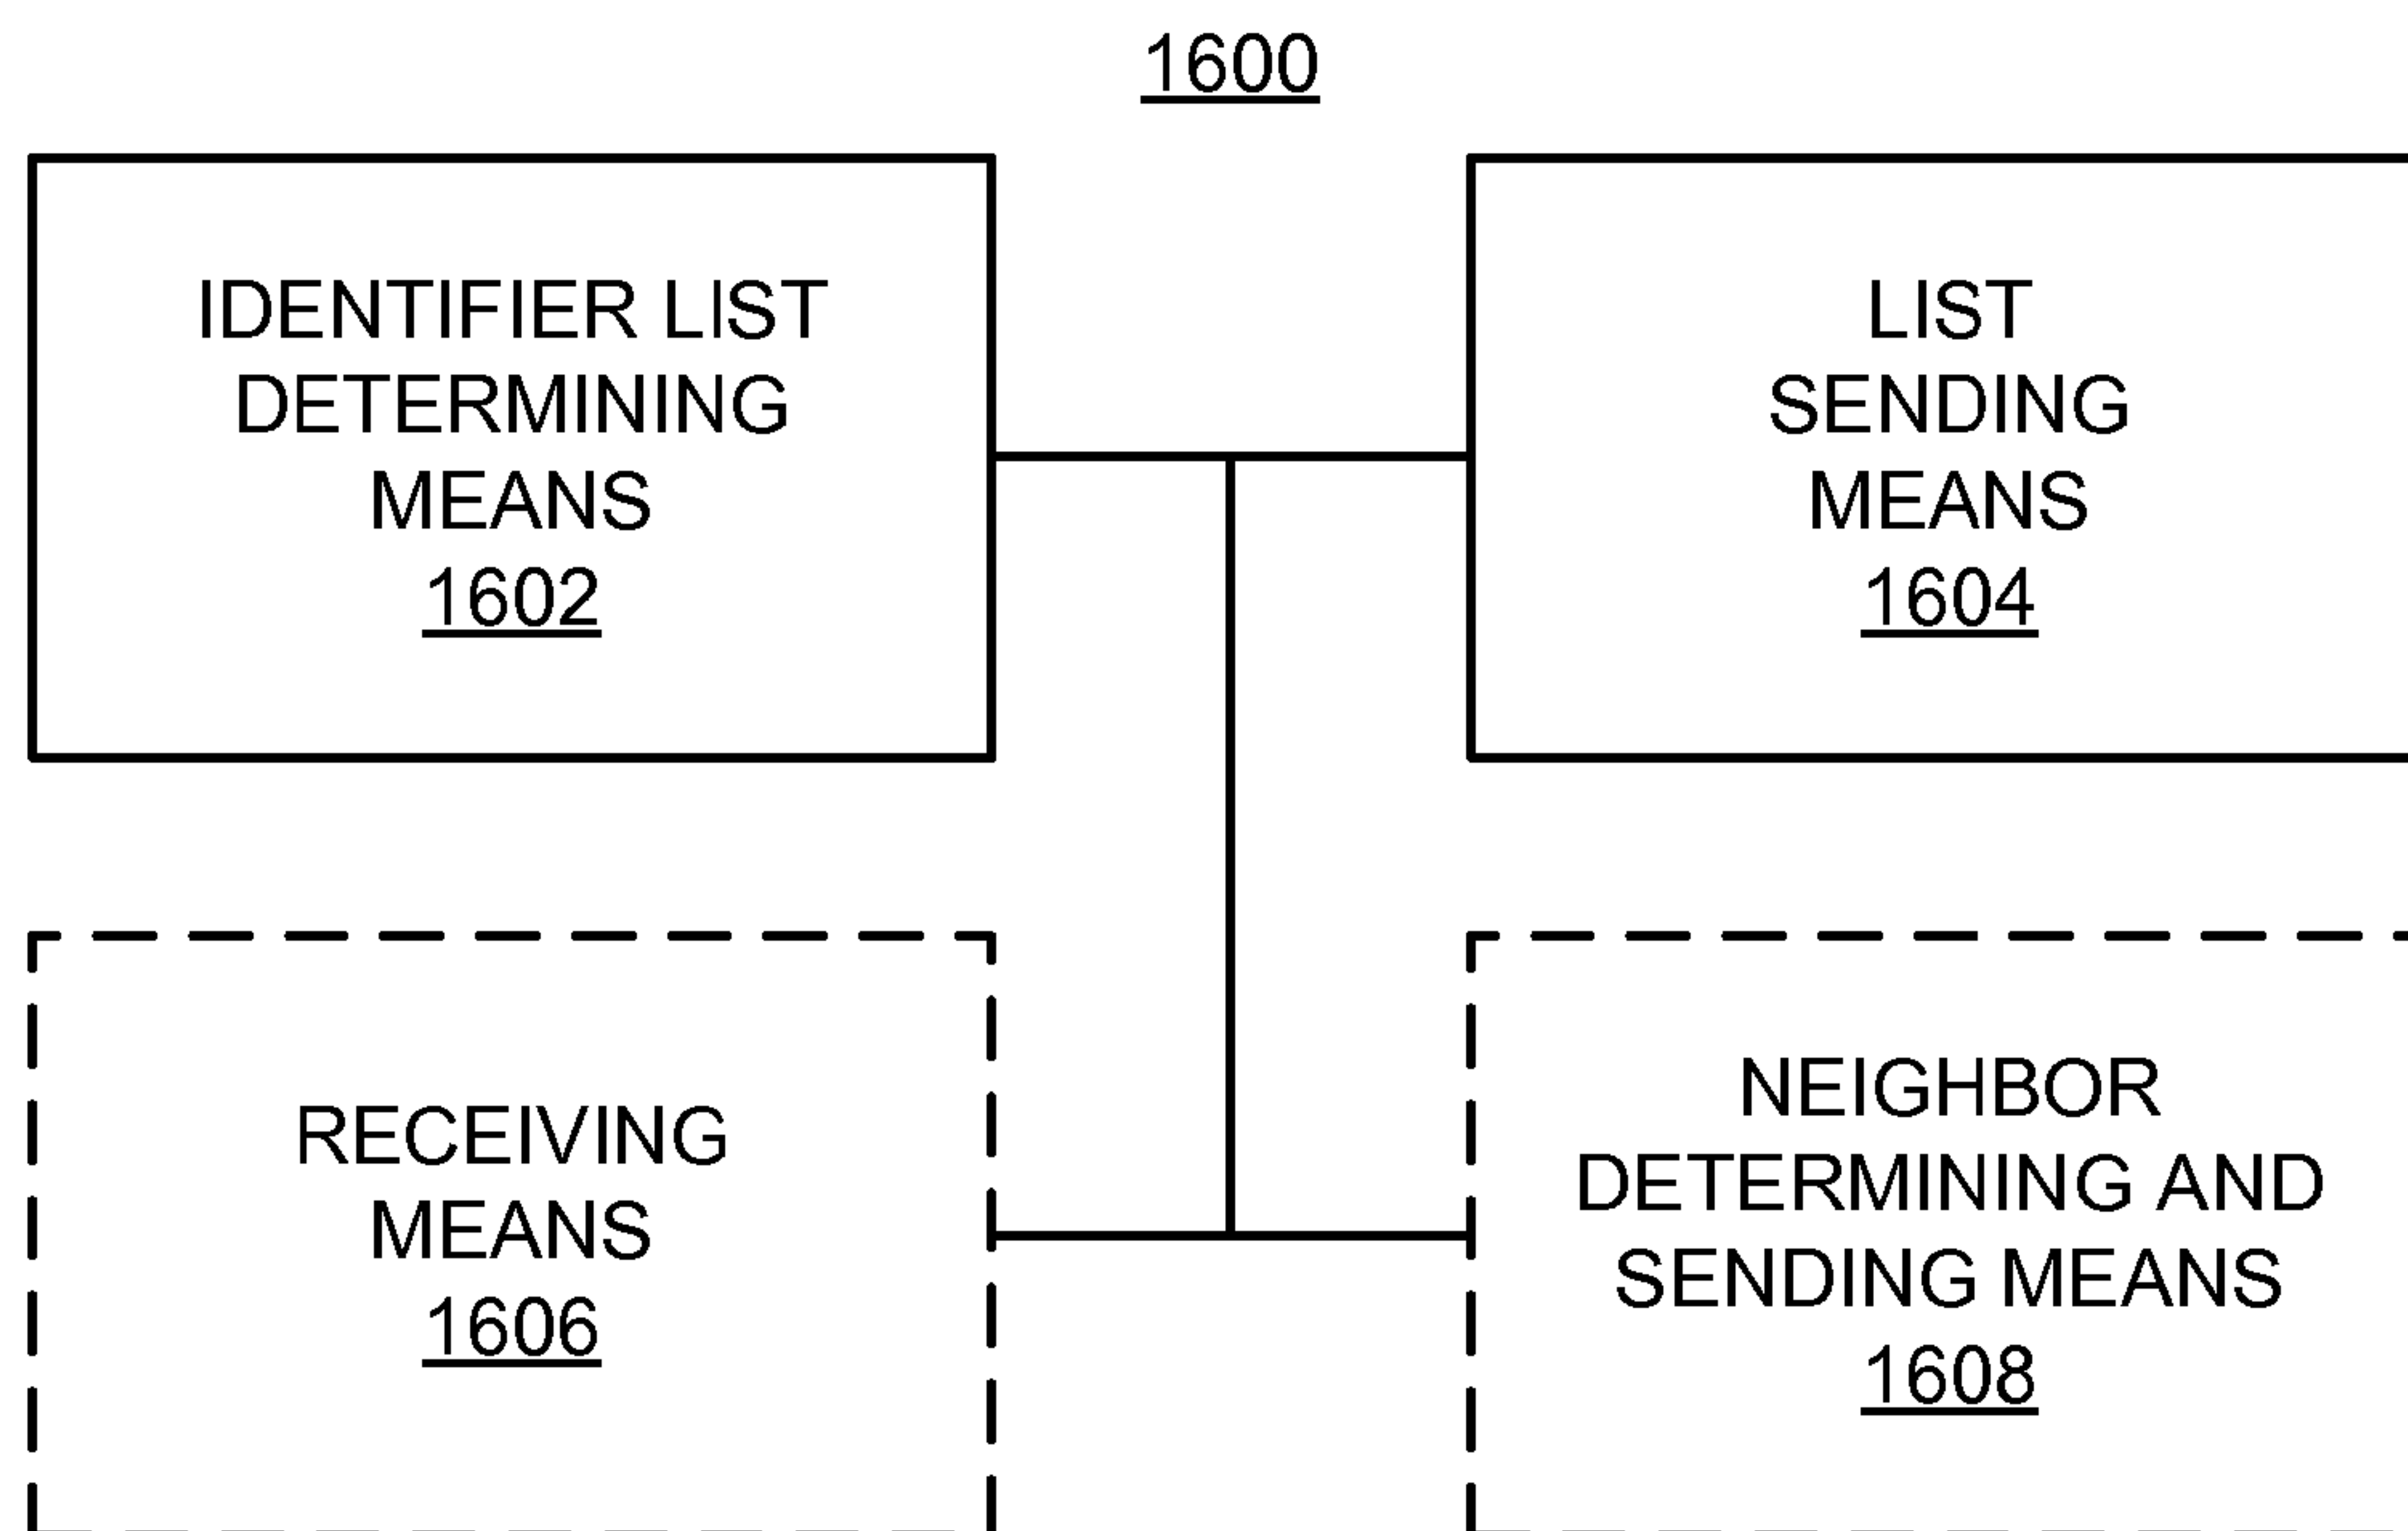 1600
IDENTIFIER LIST
DETERMINING
MEANS
1602
LIST
SENDING
MEANS
1604
RECEIVING
MEANS
1606
NEIGHBOR
DETERMINING AND
SENDING MEANS
1608